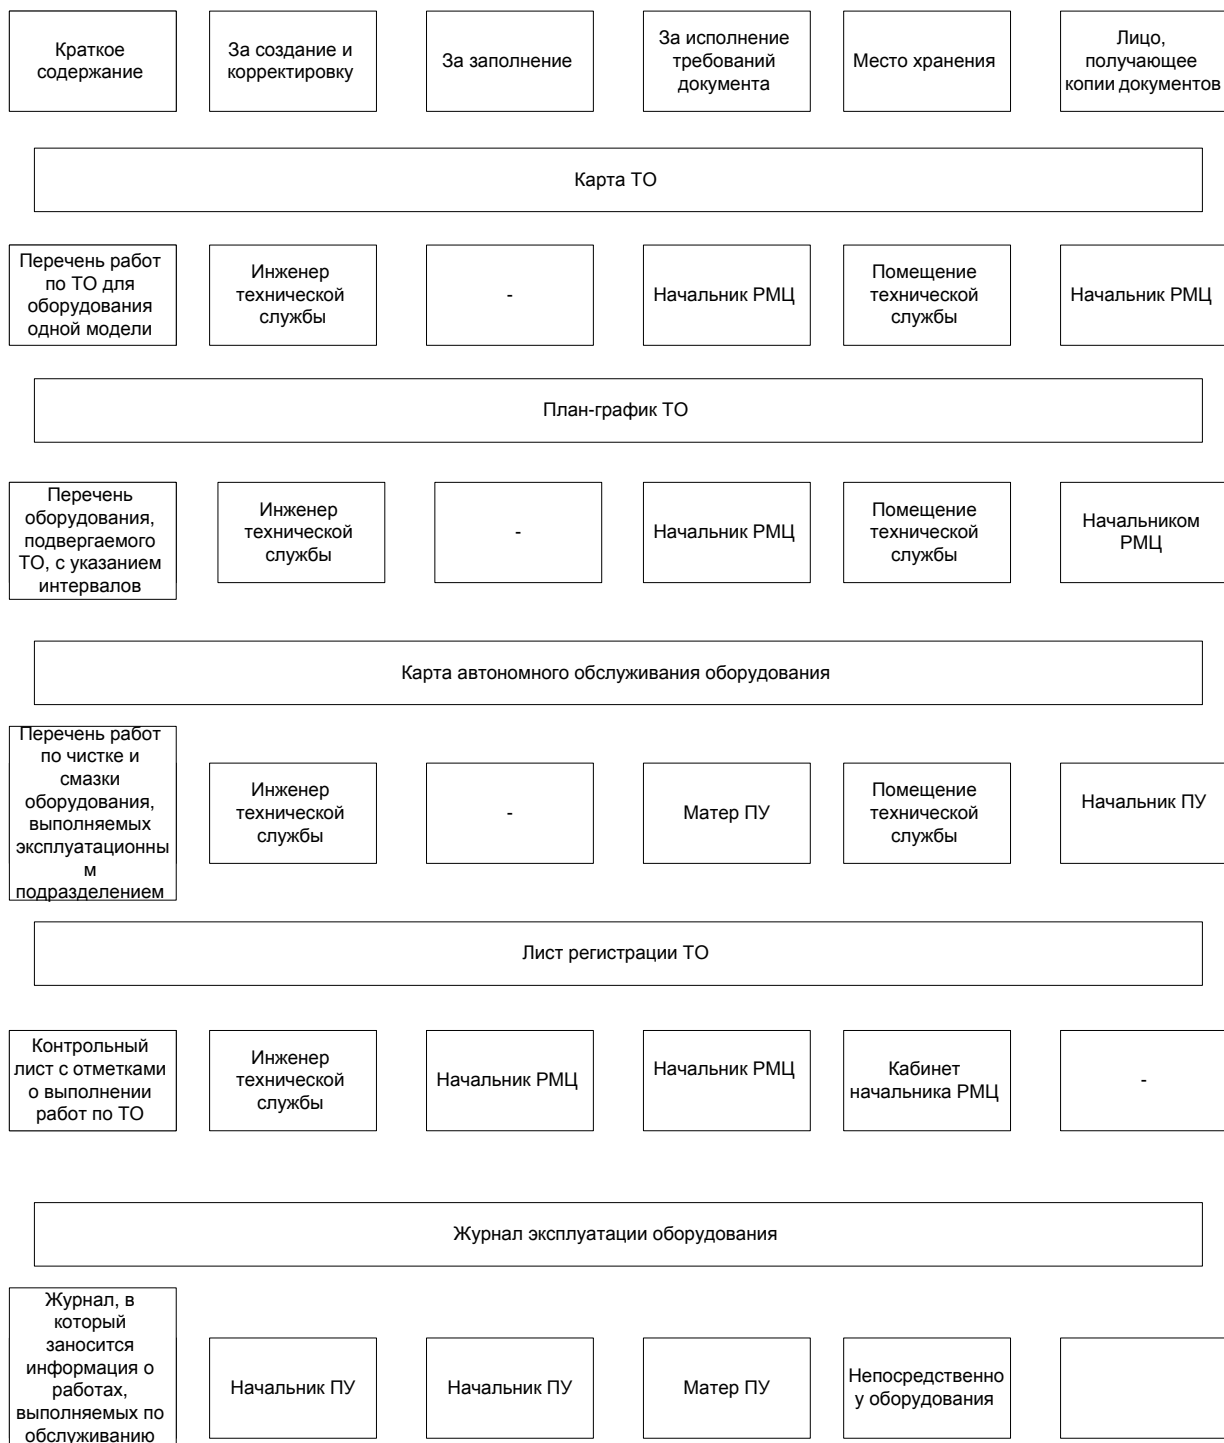 Краткое
содержание
За создание и
корректировку
За заполнение
За исполнение
требований
документа
Место хранения
Лицо,
получающее
копии документов
Карта ТО
Перечень работ
по ТО для
оборудования
одной модели
Инженер
технической
службы
-
Начальник РМЦ
Помещение
технической
службы
Начальник РМЦ
План-график ТО
Перечень
оборудования,
подвергаемого
ТО, с указанием
интервалов
Инженер
технической
службы
-
Начальник РМЦ
Помещение
технической
службы
Начальником
РМЦ
Карта автономного обслуживания оборудования
Перечень работ
по чистке и
смазки
оборудования,
выполняемых
эксплуатационны
м
подразделением
Инженер
технической
службы
-
Матер ПУ
Помещение
технической
службы
Начальник ПУ
Лист регистрации ТО
Контрольный
лист с отметками
о выполнении
работ по ТО
Инженер
технической
службы
Начальник РМЦ
Начальник РМЦ
Кабинет
начальника РМЦ
-
Журнал эксплуатации оборудования
Журнал, в
который
заносится
информация о
работах,
выполняемых по
обслуживанию
Начальник ПУ
Начальник ПУ
Матер ПУ
Непосредственно
у оборудования